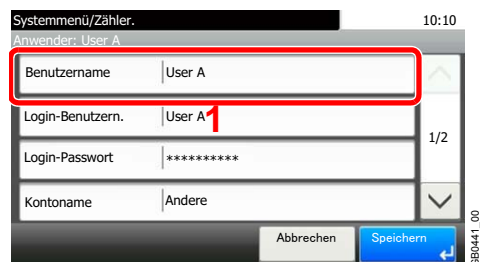 Systemmenü/Zähler. 10:10
Anwender: User A
Benutzername User A
Login-Benutzern. User A
1
1/2
Login-Passwort **********
Kontoname Andere
Abbrechen Speichern
GB0441_00